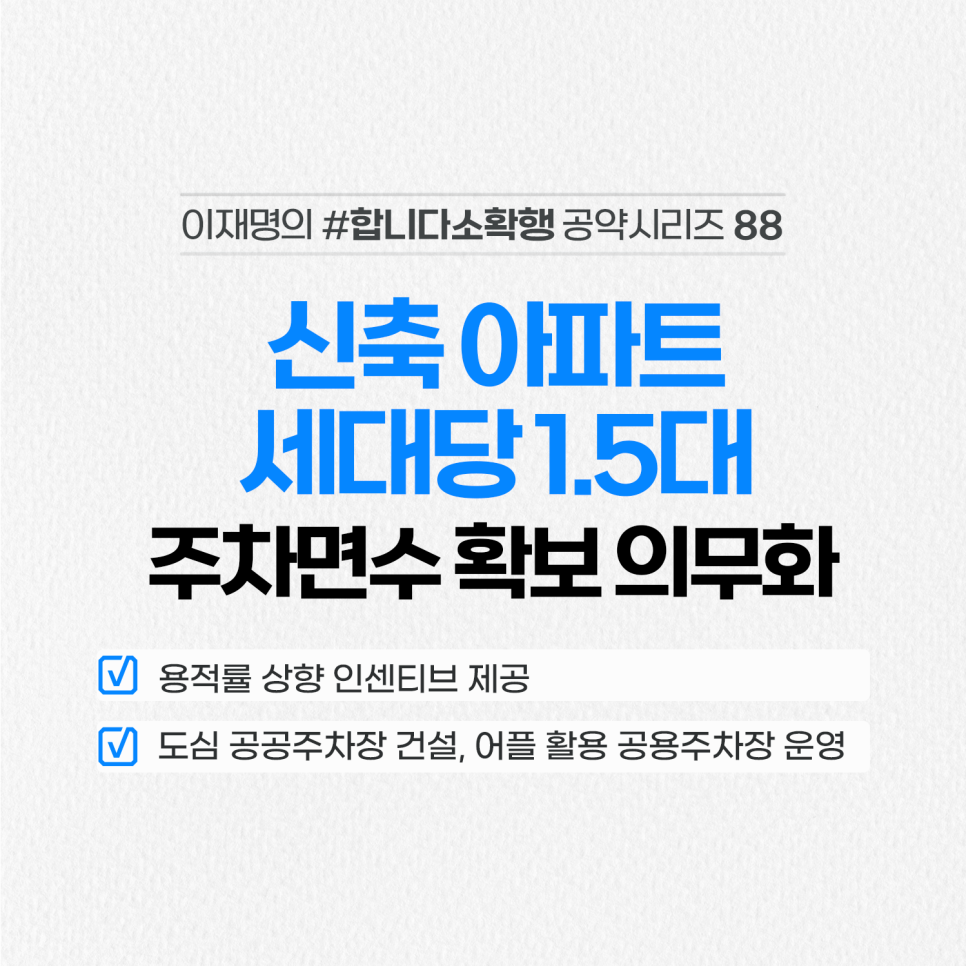 이재명의 #합니다소확행 공약시리즈 88
신축 아파트
세대당 1.5대
주차면수 확보 의무화
용적률 상향 인센티브 제공
도심 공공주차장 건설, 어플 활용 공용주차장 운영